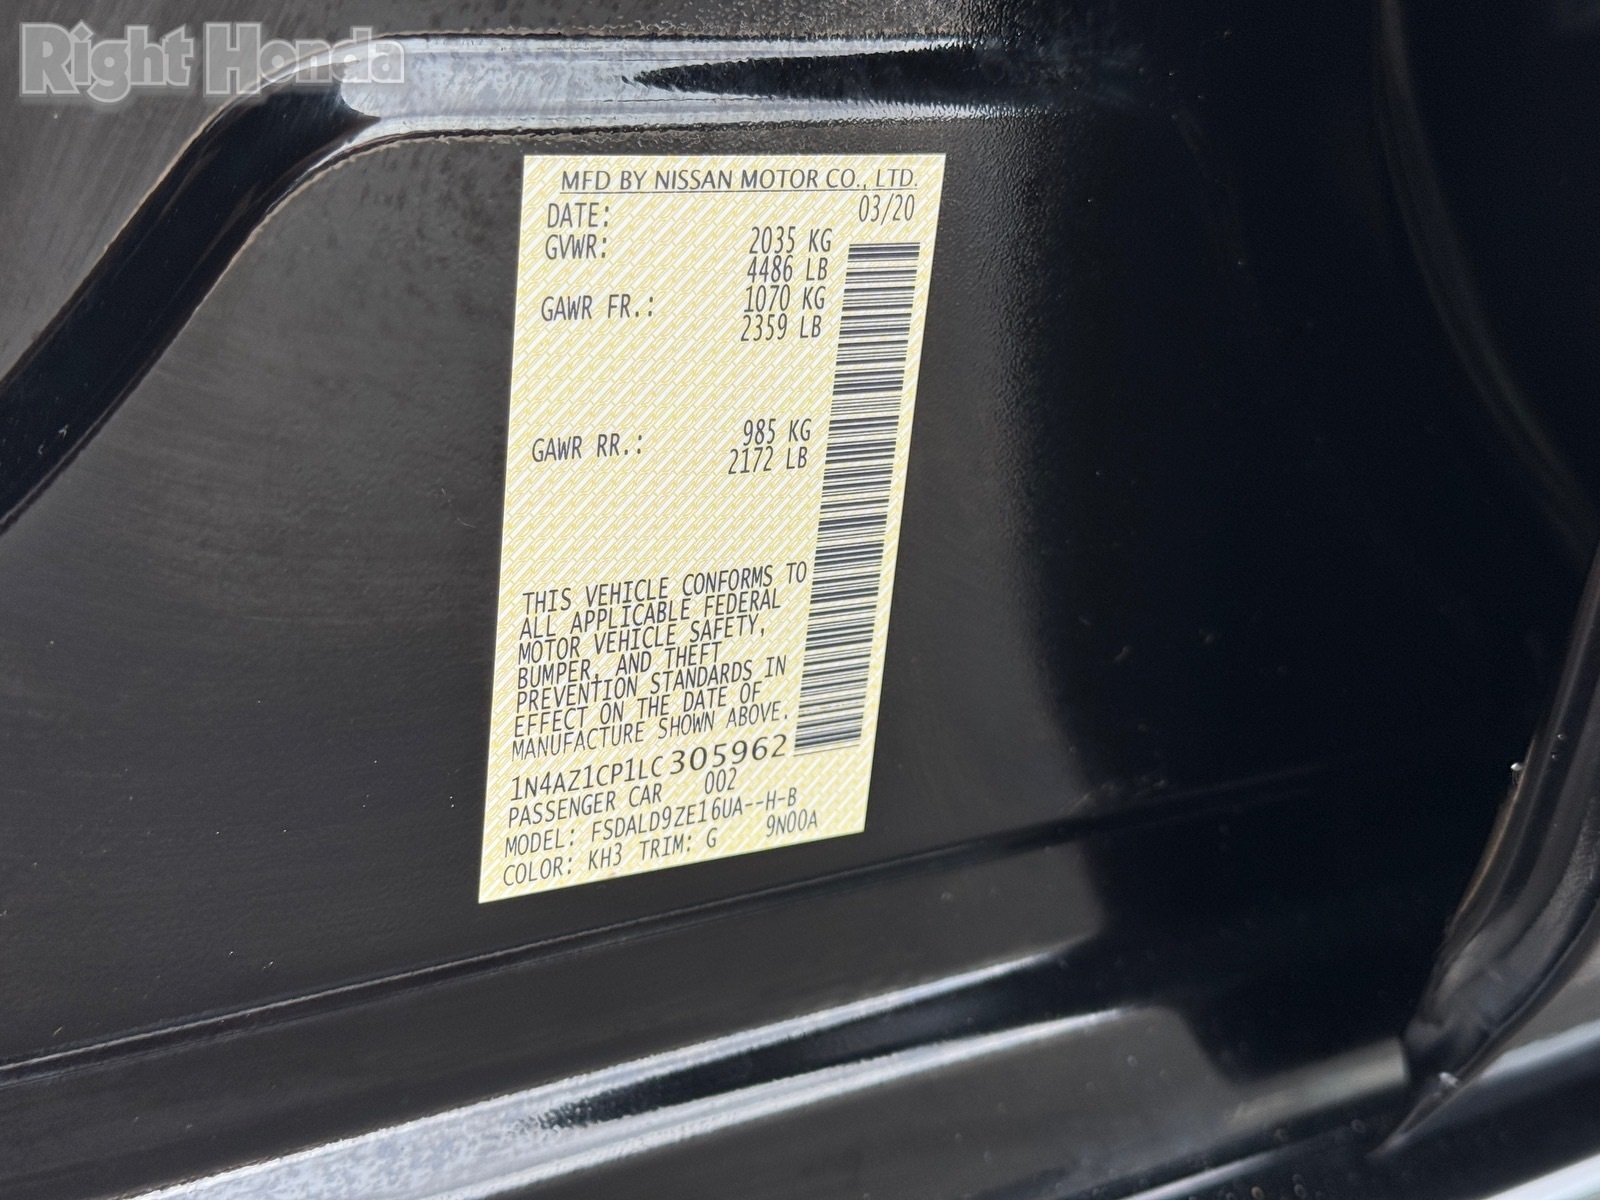 Right Honda
MFD BY NISSAN MOTOR CO., LTD.
DATE: 03/20
GVWR: 2035 KG
4486 LB
GAWR FR.: 1070 KG
2359 LB
GAWR RR.: 985 KG
2172 LB
THIS VEHICLE CONFORMS TO
ALL APPLICABLE FEDERAL
MOTOR VEHICLE SAFETY,
BUMPER, AND THEFT
PREVENTION STANDARDS IN
EFFECT ON THE DATE OF
MANUFACTURE SHOWN ABOVE.
1N4AZ1CP1LC305962
PASSENGER CAR 002
MODEL: FSDALD9ZE16UA--H-B
COLOR: KH3 TRIM: G 9N00A